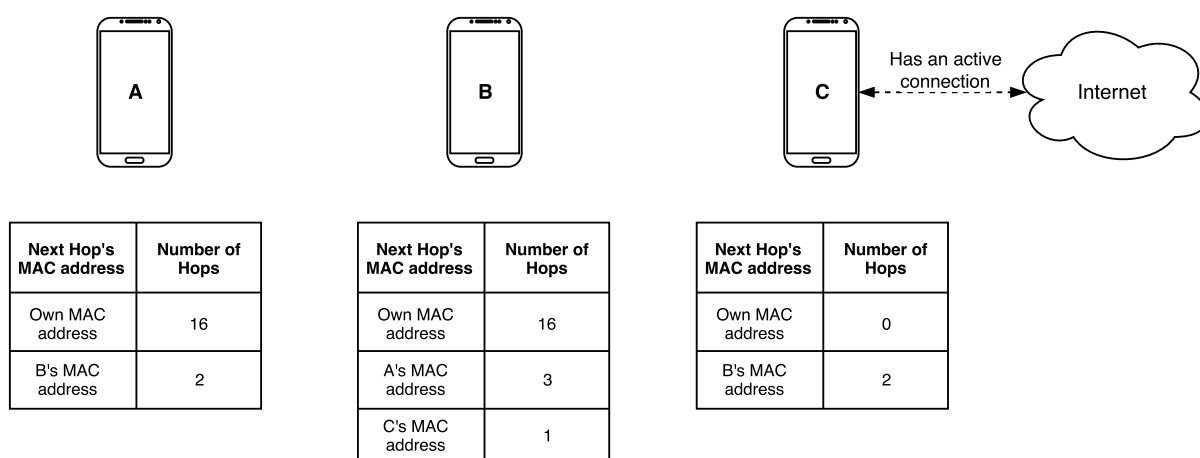 A
B
C
Has an active
connection
Internet
Next Hop's
MAC address
Number of
Hops
Own MAC
address
16
B's MAC
address
2
Next Hop's
MAC address
Number of
Hops
Own MAC
address
16
A's MAC
address
3
C's MAC
address
1
Next Hop's
MAC address
Number of
Hops
Own MAC
address
0
B's MAC
address
2